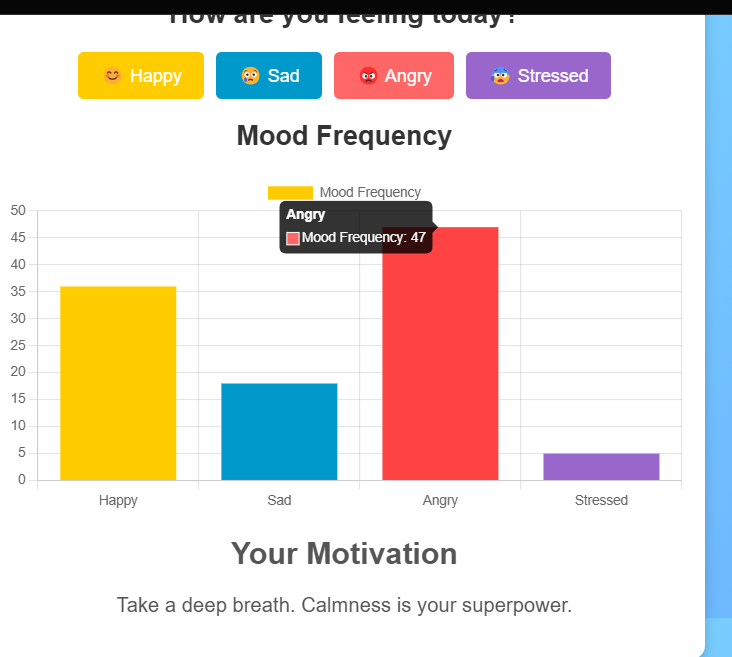 How are you feeling today?
😊 Happy 😢 Sad 😡 Angry 😰 Stressed
Mood Frequency
Mood Frequency
Angry
Mood Frequency: 47
50
45
40
35
30
25
20
15
10
5
0
Happy Sad Angry Stressed
Your Motivation
Take a deep breath. Calmness is your superpower.